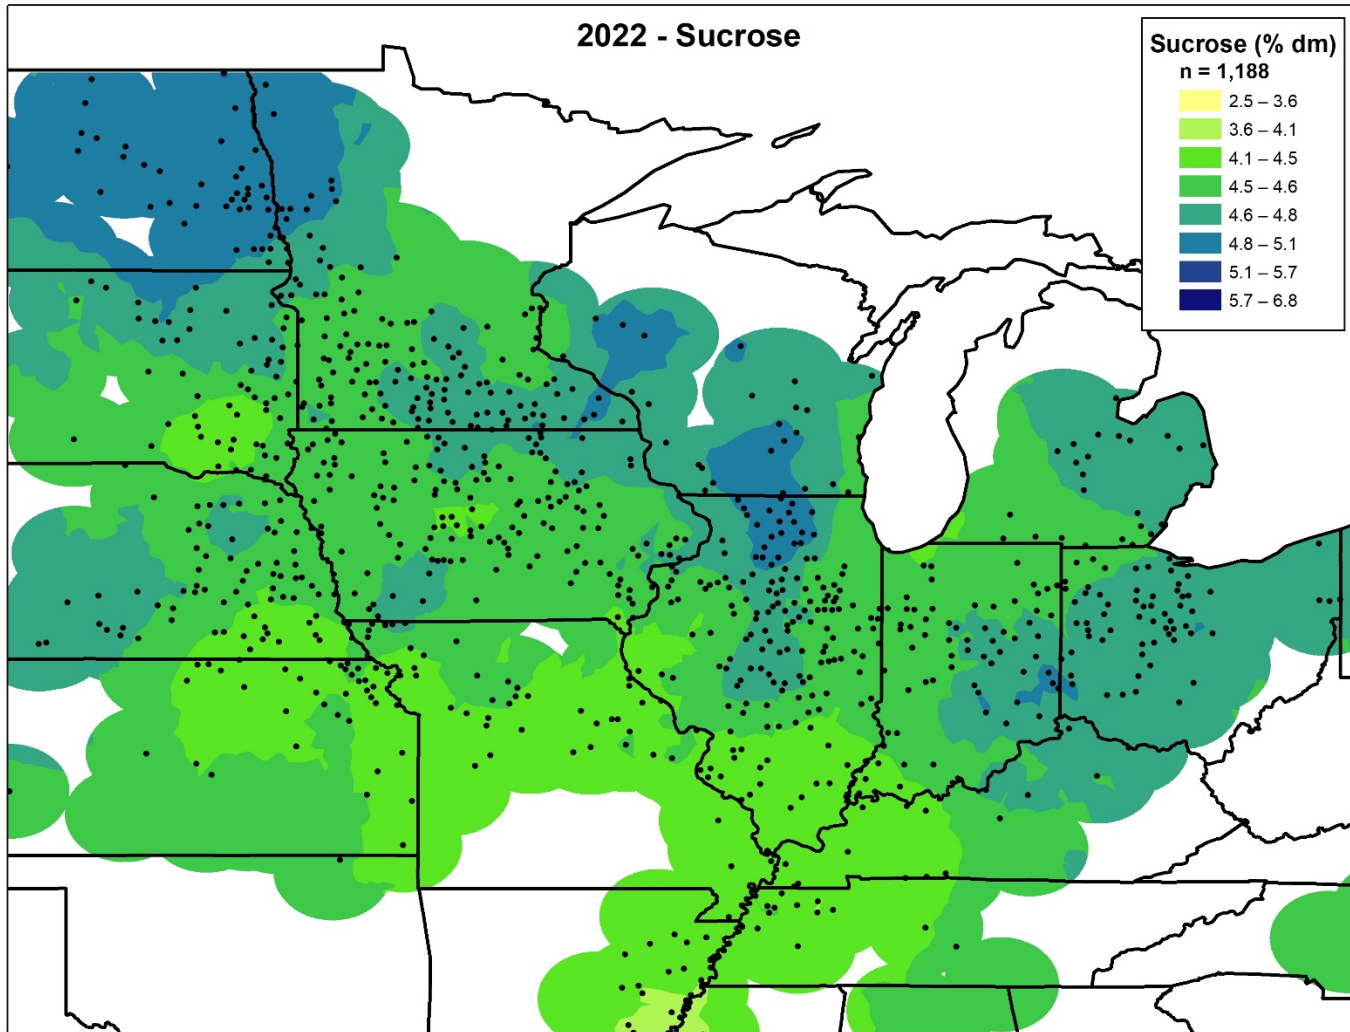 2022 - Sucrose
Sucrose (% dm)
n = 1,188
2.5 – 3.6
3.6 – 4.1
4.1 – 4.5
4.5 – 4.6
4.6 – 4.8
4.8 – 5.1
5.1 – 5.7
5.7 – 6.8